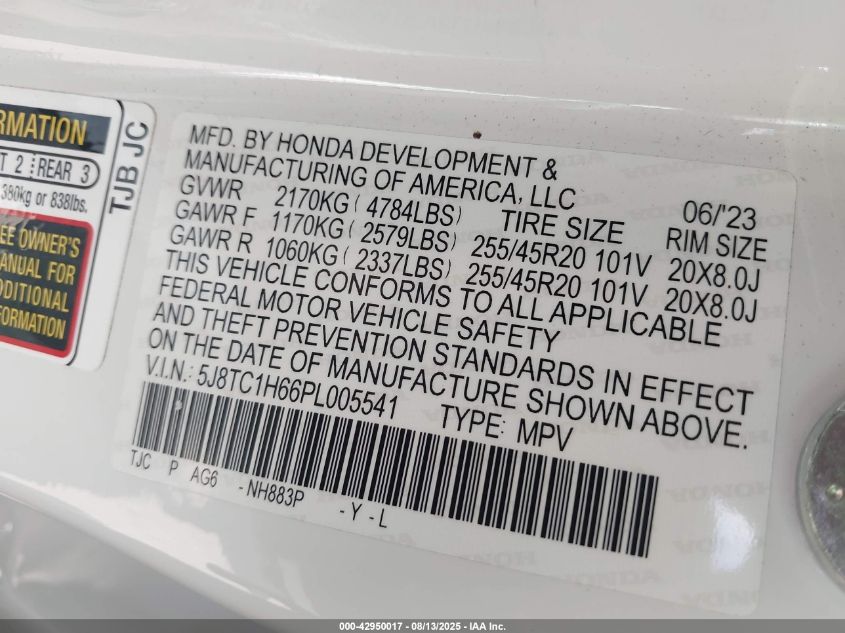 RMATION
T 2 REAR 3
380kg or 838lbs.
EE OWNER'S
ANUAL FOR
DDITIONAL
FORMATION
TJB JC
MFD. BY HONDA DEVELOPMENT &
MANUFACTURING OF AMERICA, LLC
06/'23
GVWR 2170KG ( 4784LBS) TIRE SIZE RIM SIZE
GAWR F 1170KG ( 2579LBS) 255/45R20 101V 20X8.0J
GAWR R 1060KG ( 2337LBS) 255/45R20 101V 20X8.0J
THIS VEHICLE CONFORMS TO ALL APPLICABLE
FEDERAL MOTOR VEHICLE SAFETY
AND THEFT PREVENTION STANDARDS IN EFFECT
ON THE DATE OF MANUFACTURE SHOWN ABOVE.
V.I.N.: 5J8TC1H66PL005541 TYPE: MPV
TJC P AG6 -NH883P -Y-L
000-42950017 - 08/13/2025 - IAA Inc.